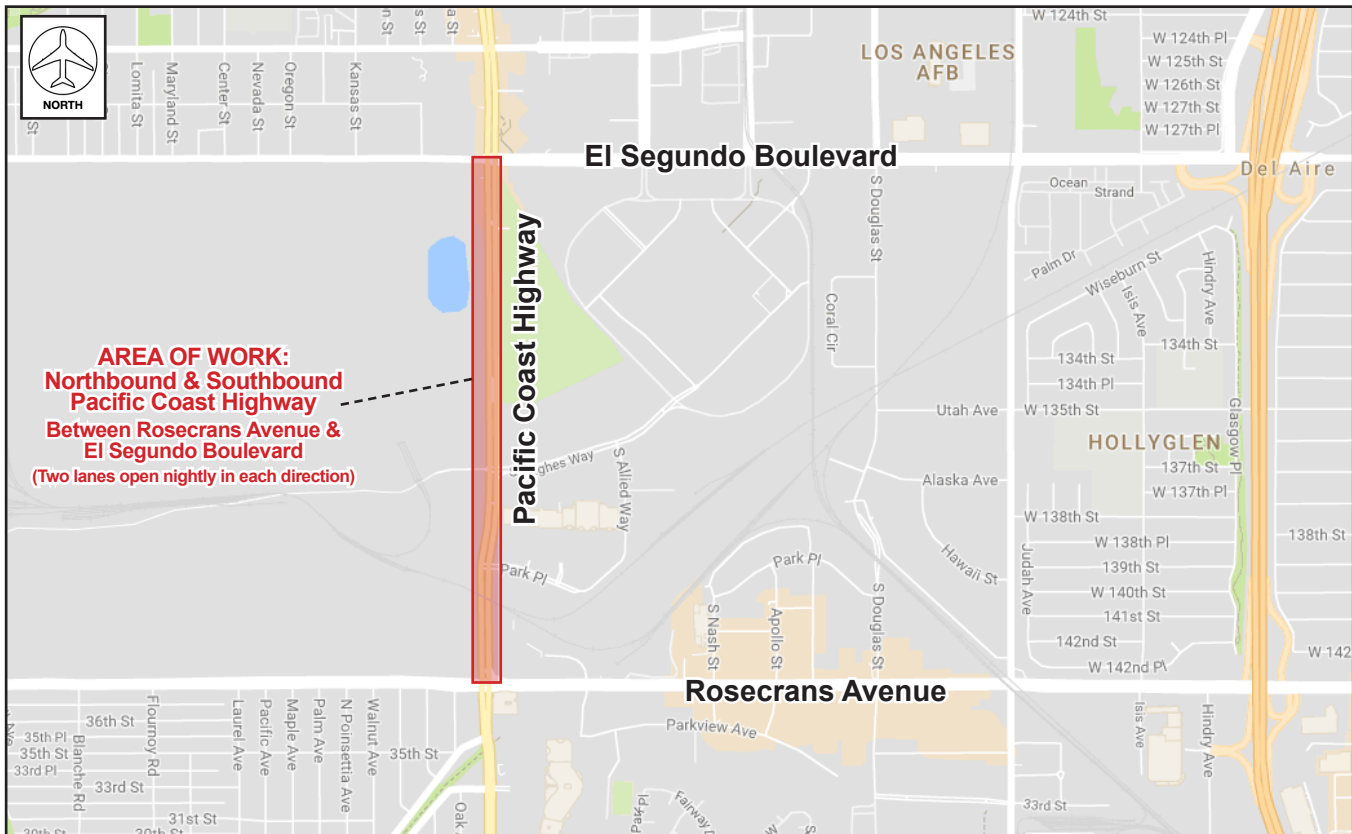 NORTH
Lomita St
Maryland St
Center St
Nevada St
Oregon St
Kansas St
W 124th St
W 124th Pl
W 125th St
W 126th St
W 127th St
W 127th Pl
LOS ANGELES
AFB
El Segundo Boulevard
Del Aire
Ocean
Strand
S Douglas St
Palm Dr
Wiseburn St
Isis Ave
Hindry Ave
134th St
134th St
134th Pl
Coral Cir
Pacific Coast Highway
AREA OF WORK:
Northbound & Southbound
Pacific Coast Highway
Between Rosecrans Avenue &
El Segundo Boulevard
(Two lanes open nightly in each direction)
Utah Ave
W 135th St
Glasgow Pl
HOLLYGLEN
137th St
W 137th Pl
ghes Way
S Allied Way
Alaska Ave
W 138th St
138th St
W 138th Pl
139th St
W 140th St
141st St
142nd St
W 142nd Pl
W 142
Judah Ave
Hawaii St
Park Pl
Park Pl
S Nash St
Apollo St
S Douglas St
Rosecrans Avenue
Parkview Ave
36th St
35th Pl
35th St
33rd Pl
33rd St
31st St
30th St
Blanche Rd
Flournoy Rd
Laurel Ave
Pacific Ave
Maple Ave
Palm Ave
N Poinsettia Ave
Walnut Ave
35th St
Oak
Park Pl
Fairway
Isis Ave
Hindry Ave
33rd St